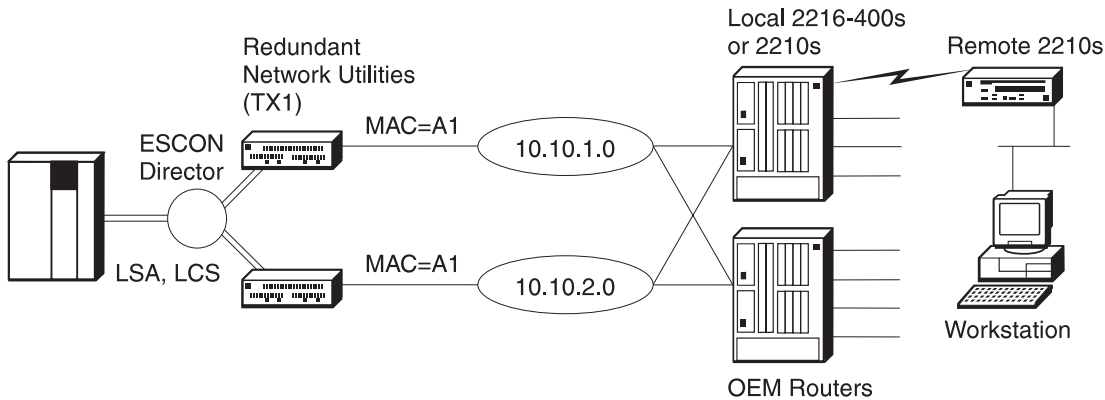 Local 2216-400s
or 2210s
Remote 2210s
Redundant
Network Utilities
(TX1)
MAC=A1
ESCON
Director
10.10.1.0
LSA, LCS
MAC=A1
10.10.2.0
Workstation
OEM Routers